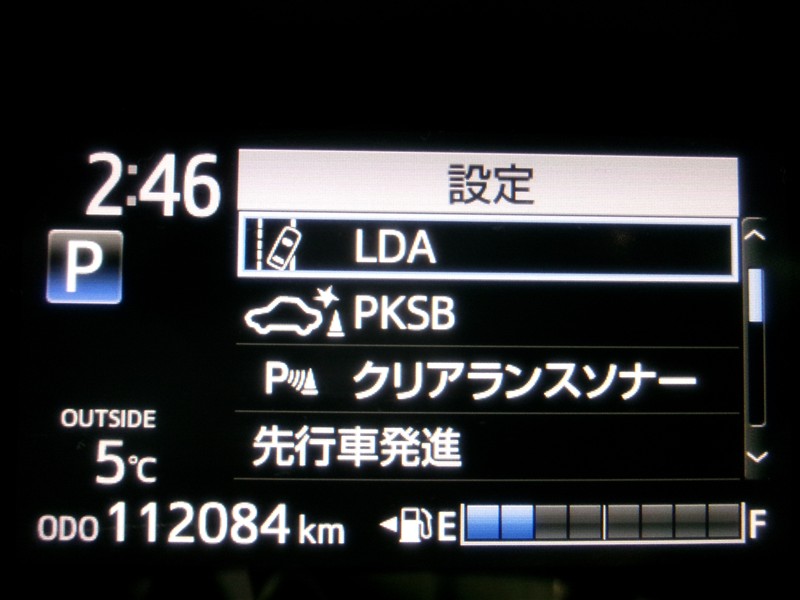 2:46
設定
P
LDA
PKSB
P クリアランスソナー
先行車発進
OUTSIDE
5℃
ODO 112084 km
E F